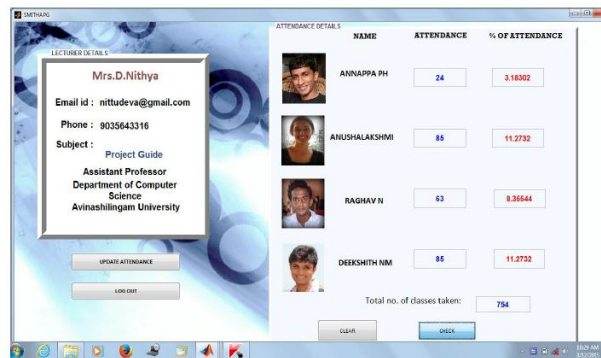 SMITHAPG
LECTURER DETAILS
Mrs.D.Nithya
Email id : nittudeva@gmail.com
Phone : 9035643316
Subject :
Project Guide
Assistant Professor
Department of Computer
Science
Avinashilingam University
UPDATE ATTENDANCE
LOG OUT
ATTENDANCE DETAILS
NAME ATTENDANCE % OF ATTENDANCE
ANNAPPA PH 24 3.18302
ANUSHALAKSHMI 85 11.2732
RAGHAV N 63 8.35544
DEEKSHITH NM 85 11.2732
Total no. of classes taken: 754
CLEAR CHECK